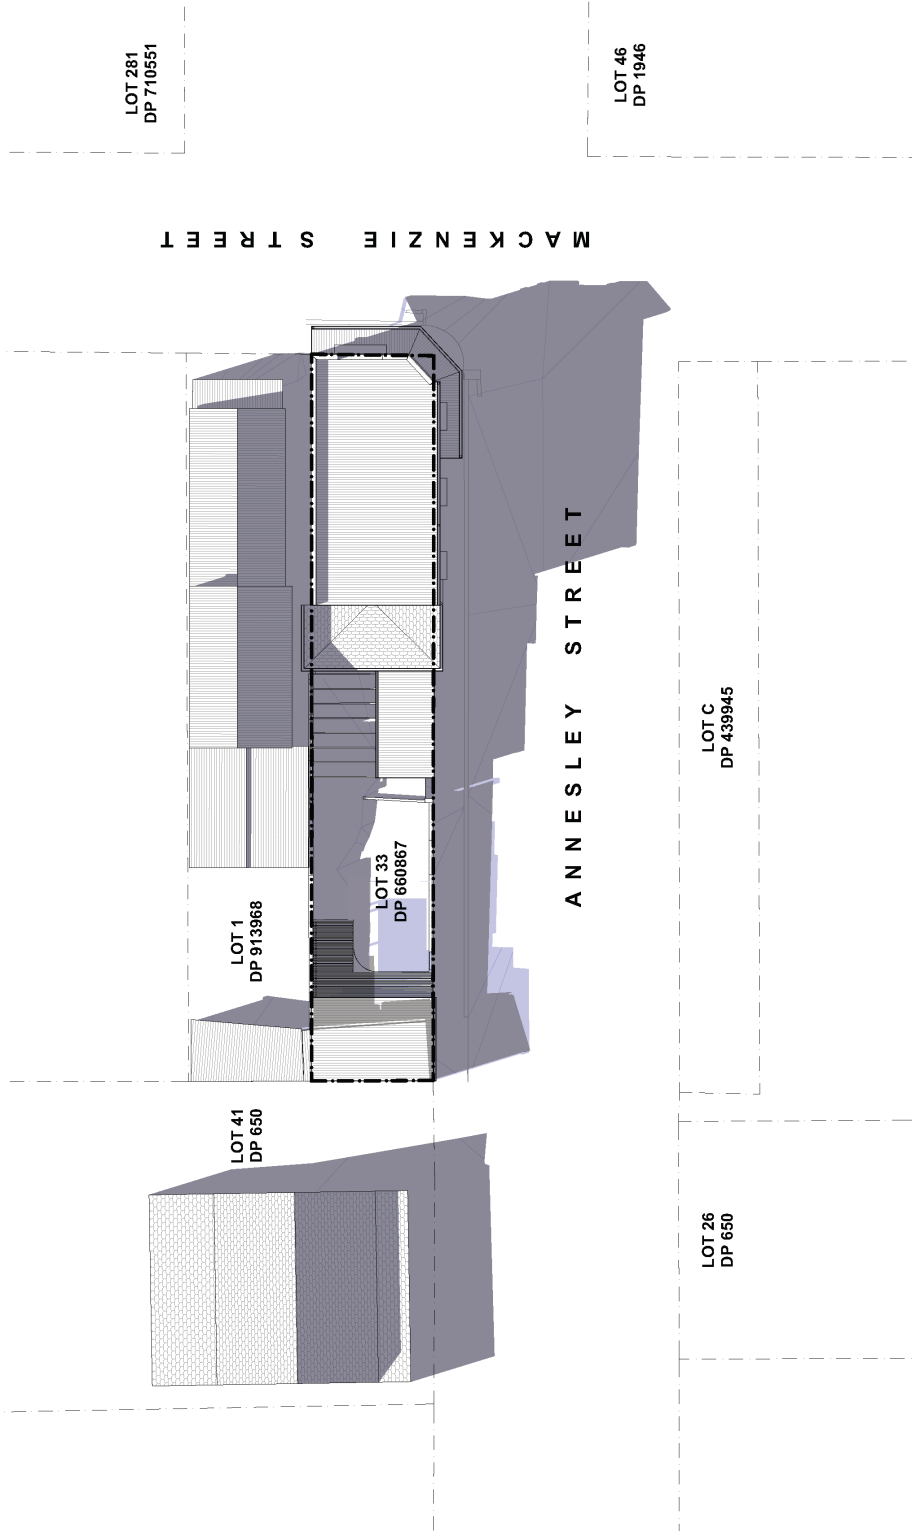 LOT 281
DP 710551
LOT 46
DP 1946
MACKENZIE STREET
ANNESLEY STREET
LOT C
DP 439945
LOT 33
DP 660867
LOT 1
DP 913968
LOT 41
DP 650
LOT 26
DP 650